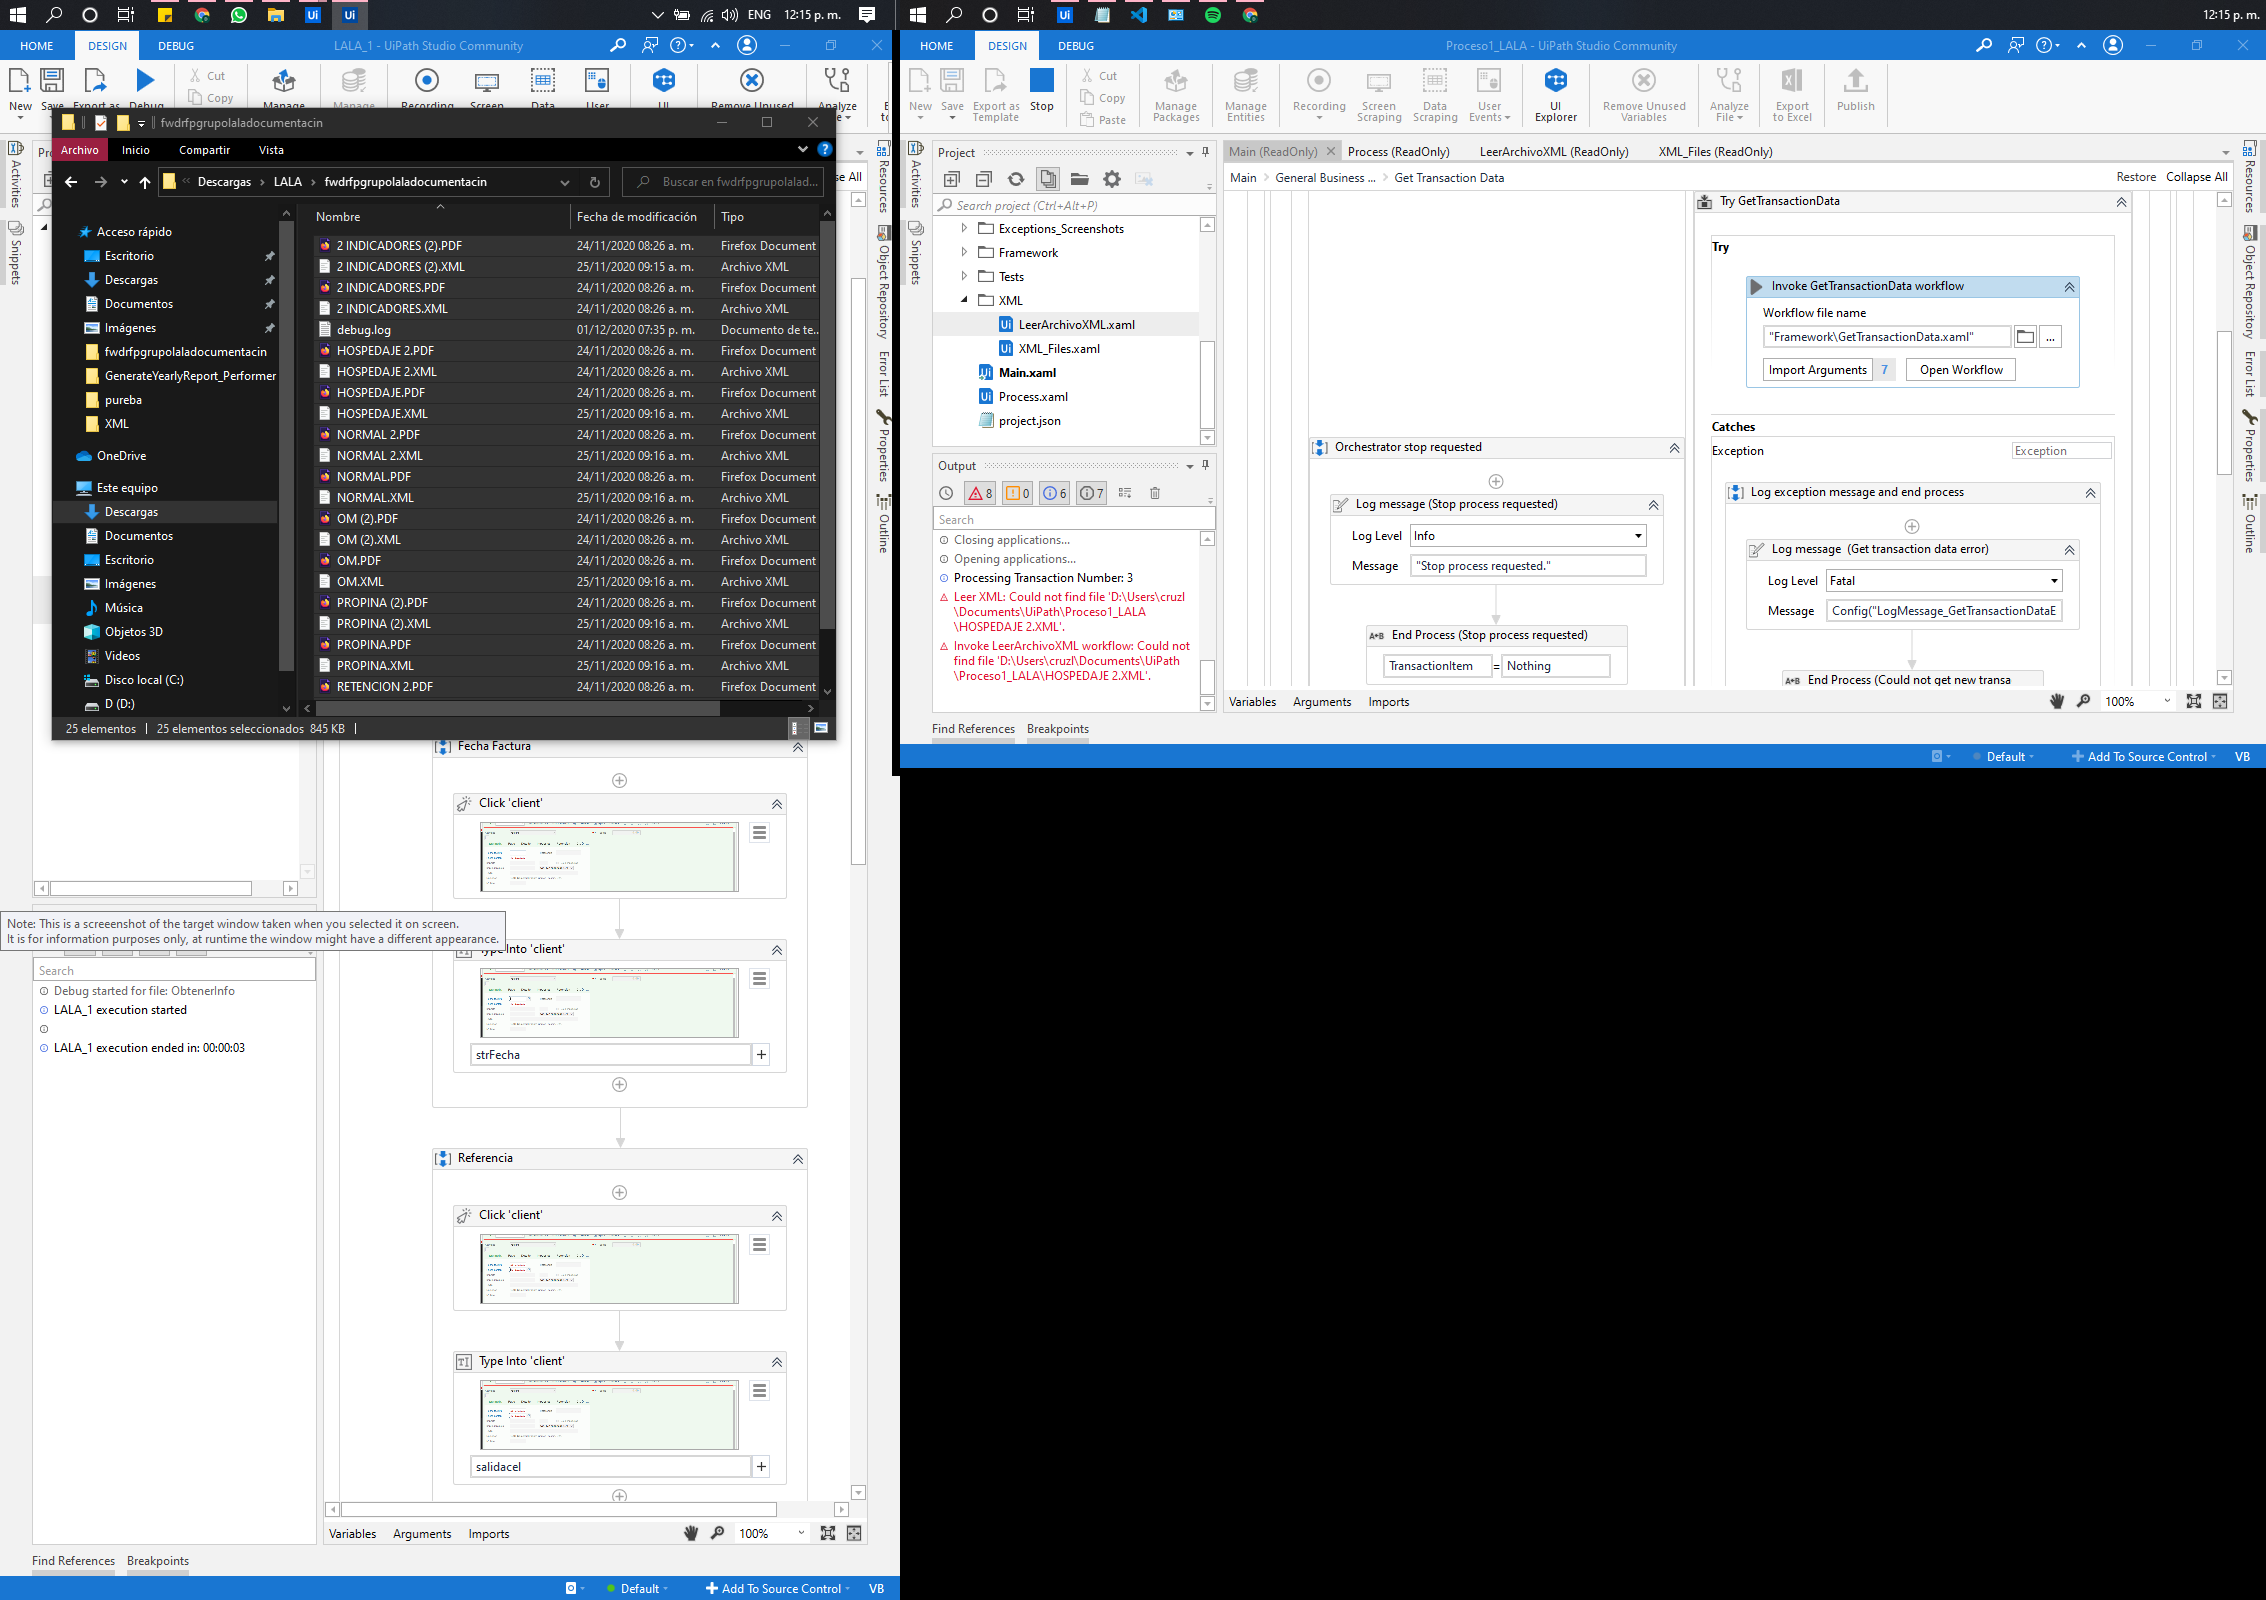 ENG 12:15 p. m.
HOME DESIGN DEBUG LALA_1 - UiPath Studio Community
New Save Export as Debug Cut
Copy
Manage Manage Recording Screen Data User UI Remove Unused Analyze
fwdrfpgrupolaladocumentacin
Archivo Inicio Compartir Vista
Descargas LALA fwdrfpgrupolaladocumentacin
Buscar en fwdrfpgrupolalad...
se All
Activities
Snippets
Resources
Object Repository
Error List
Properties
Outline
Acceso rápido
Escritorio
Descargas
Documentos
Imágenes
fwdrfpgrupolaladocumentacin
GenerateYearlyReport_Performer
pureba
XML
OneDrive
Este equipo
Descargas
Documentos
Escritorio
Imágenes
Música
Objetos 3D
Videos
Disco local (C:)
D (D:)
Nombre Fecha de modificación Tipo
2 INDICADORES (2).PDF 24/11/2020 08:26 a. m. Firefox Document
2 INDICADORES (2).XML 25/11/2020 09:15 a. m. Archivo XML
2 INDICADORES.PDF 24/11/2020 08:26 a. m. Firefox Document
2 INDICADORES.XML 24/11/2020 08:26 a. m. Archivo XML
debug.log 01/12/2020 07:35 p. m. Documento de te..
HOSPEDAJE 2.PDF 24/11/2020 08:26 a. m. Firefox Document
HOSPEDAJE 2.XML 24/11/2020 08:26 a. m. Archivo XML
HOSPEDAJE.PDF 24/11/2020 08:26 a. m. Firefox Document
HOSPEDAJE.XML 25/11/2020 09:16 a. m. Archivo XML
NORMAL 2.PDF 24/11/2020 08:26 a. m. Firefox Document
NORMAL 2.XML 25/11/2020 09:16 a. m. Archivo XML
NORMAL.PDF 24/11/2020 08:26 a. m. Firefox Document
NORMAL.XML 25/11/2020 09:16 a. m. Archivo XML
OM (2).PDF 24/11/2020 08:26 a. m. Firefox Document
OM (2).XML 25/11/2020 09:16 a. m. Archivo XML
OM.PDF 24/11/2020 08:26 a. m. Firefox Document
OM.XML 25/11/2020 09:16 a. m. Archivo XML
PROPINA (2).PDF 24/11/2020 08:26 a. m. Firefox Document
PROPINA (2).XML 25/11/2020 09:16 a. m. Archivo XML
PROPINA.PDF 24/11/2020 08:26 a. m. Firefox Document
PROPINA.XML 25/11/2020 09:16 a. m. Archivo XML
RETENCION 2.PDF 24/11/2020 08:26 a. m. Firefox Document
25 elementos 25 elementos seleccionados 845 KB
Fecha Factura
Click 'client'
Note: This is a screeenshot of the target window taken when you selected it on screen.
It is for information purposes only, at runtime the window might have a different appearance.
Type Into 'client'
strFecha
Search
Debug started for file: ObtenerInfo
LALA_1 execution started
LALA_1 execution ended in: 00:00:03
Referencia
Click 'client'
Type Into 'client'
salidacel
Variables Arguments Imports 100%
Find References Breakpoints
Default Add To Source Control VB
12:15 p. m.
HOME DESIGN DEBUG Proceso1_LALA - UiPath Studio Community
New Save Export as Template Stop Cut
Copy
Paste
Manage Packages Manage Entities Recording Screen Scraping Data Scraping User Events UI Explorer Remove Unused Variables Analyze File Export to Excel Publish
Activities
Snippets
Project
Search project (Ctrl+Alt+P)
Exceptions_Screenshots
Framework
Tests
XML
LeerArchivoXML.xaml
XML_Files.xaml
Main.xaml
Process.xaml
project.json
Output
8 0 6 7
Search
Closing applications...
Opening applications...
Processing Transaction Number: 3
Leer XML: Could not find file 'D:\Users\cruzl
\Documents\UiPath\Proceso1_LALA
\HOSPEDAJE 2.XML'.
Invoke LeerArchivoXML workflow: Could not
find file 'D:\Users\cruzl\Documents\UiPath
\Proceso1_LALA\HOSPEDAJE 2.XML'.
Find References Breakpoints
Main (ReadOnly) Process (ReadOnly) LeerArchivoXML (ReadOnly) XML_Files (ReadOnly)
Main General Business ... Get Transaction Data Restore Collapse All
Orchestrator stop requested
Log message (Stop process requested)
Log Level Info
Message "Stop process requested."
End Process (Stop process requested)
TransactionItem = Nothing
Try GetTransactionData
Try
Invoke GetTransactionData workflow
Workflow file name
"Framework\GetTransactionData.xaml" ...
Import Arguments 7 Open Workflow
Catches
Exception Exception
Log exception message and end process
Log message (Get transaction data error)
Log Level Fatal
Message Config("LogMessage_GetTransactionDataE
End Process (Could not get new transa
Variables Arguments Imports 100%
Resources
Object Repository
Error List
Properties
Outline
Default Add To Source Control VB